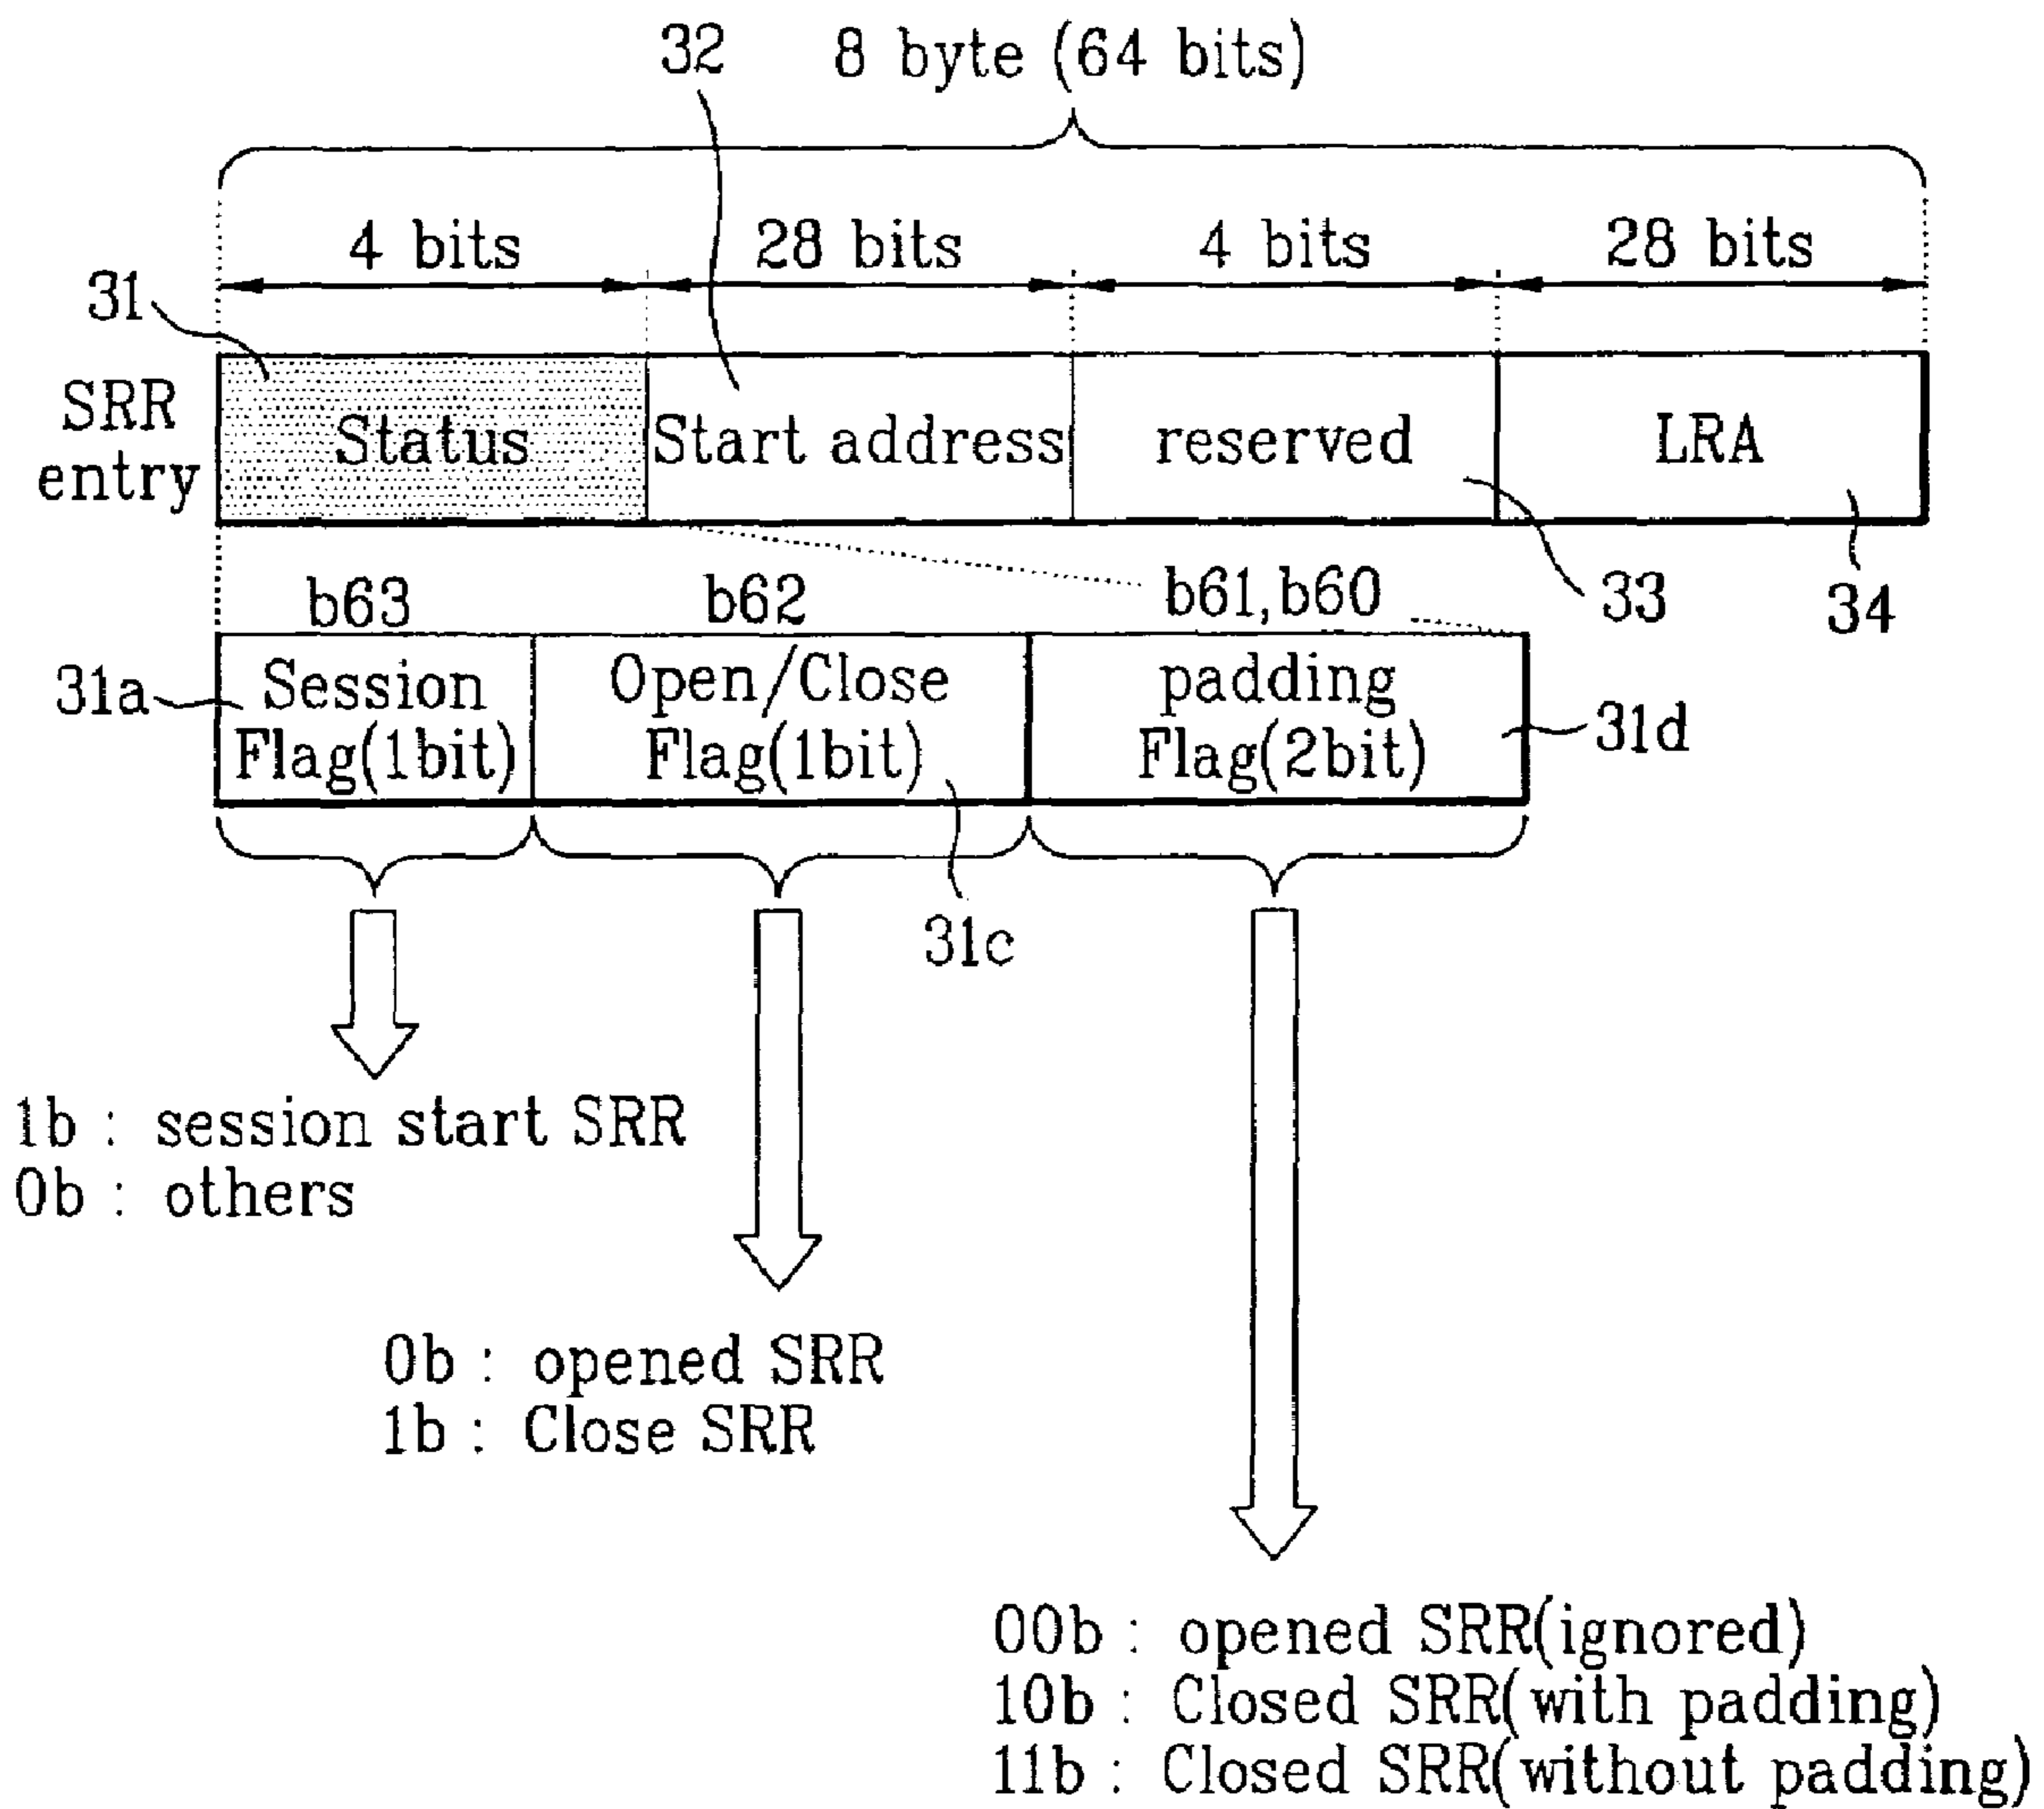 32
8 byte (64 bits)
4 bits
28 bits
4 bits
28 bits
31
SRR
entry
Status
Start address
reserved
LRA
b63
b62
b61,b60
33
34
31a
Session
Flag(1bit)
Open/Close
Flag(1bit)
padding
Flag(2bit)
31d
31c
1b : session start SRR
0b : others
0b : opened SRR
1b : Close SRR
00b : opened SRR(ignored)
10b : Closed SRR(with padding)
11b : Closed SRR(without padding)